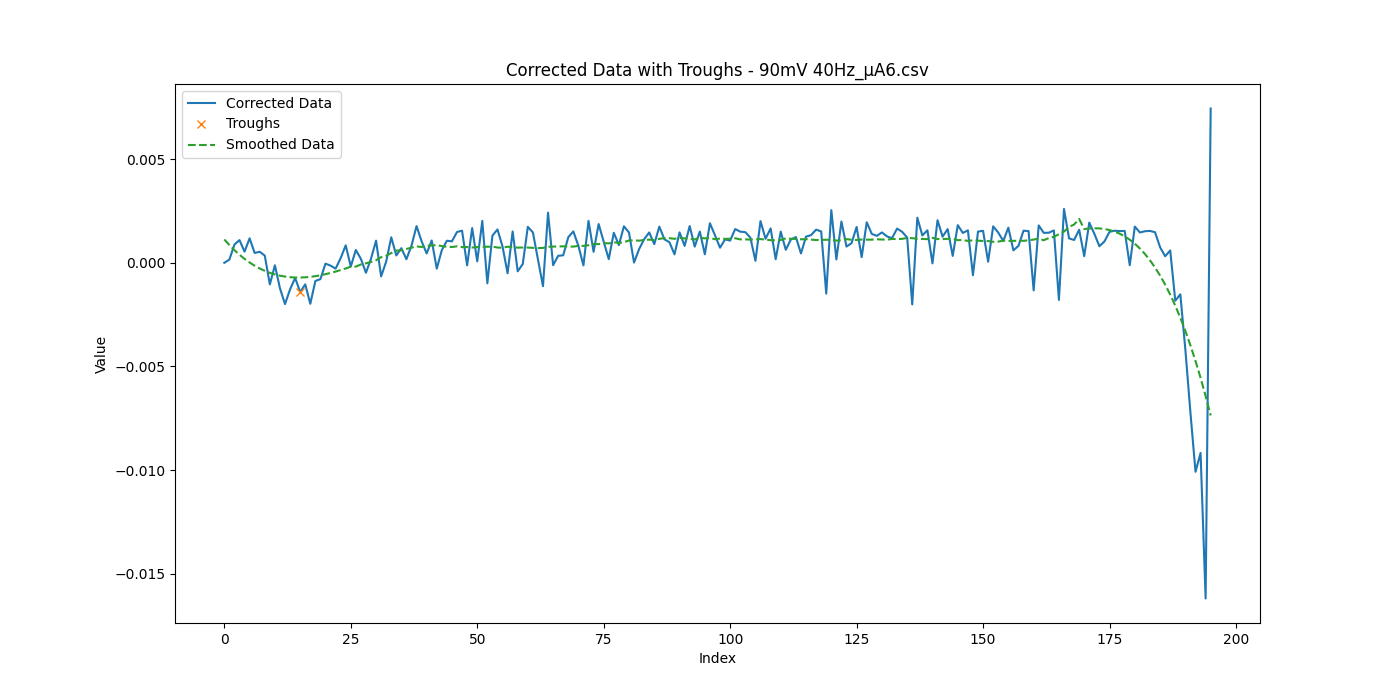 Corrected Data with Troughs - 90mV 40Hz_μA6.csv
Corrected Data
Troughs
Smoothed Data
Value
0.005
0.000
−0.005
−0.010
−0.015
0 25 50 75 100 125 150 175 200
Index